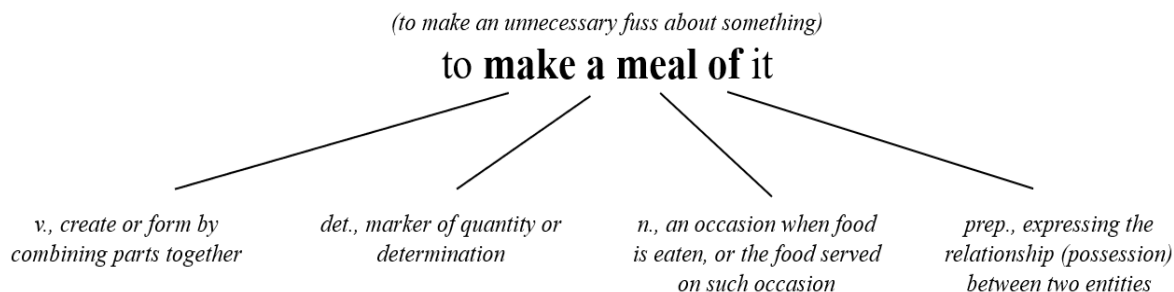 (to make an unnecessary fuss about something)
to make a meal of it
v., create or form by
combining parts together
det., marker of quantity or
determination
n., an occasion when food
is eaten, or the food served
on such occasion
prep., expressing the
relationship (possession)
between two entities